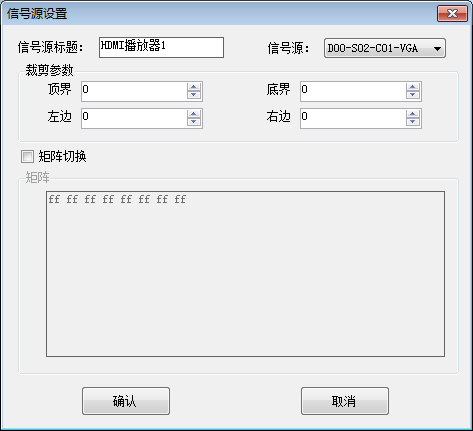 信号源设置
信号源标题: HDMI播放器1 信号源: D00-S02-C01-VGA
裁剪参数
顶界 0 底界 0
左边 0 右边 0
矩阵切换
矩阵
ff ff ff ff ff ff ff ff
确认 取消